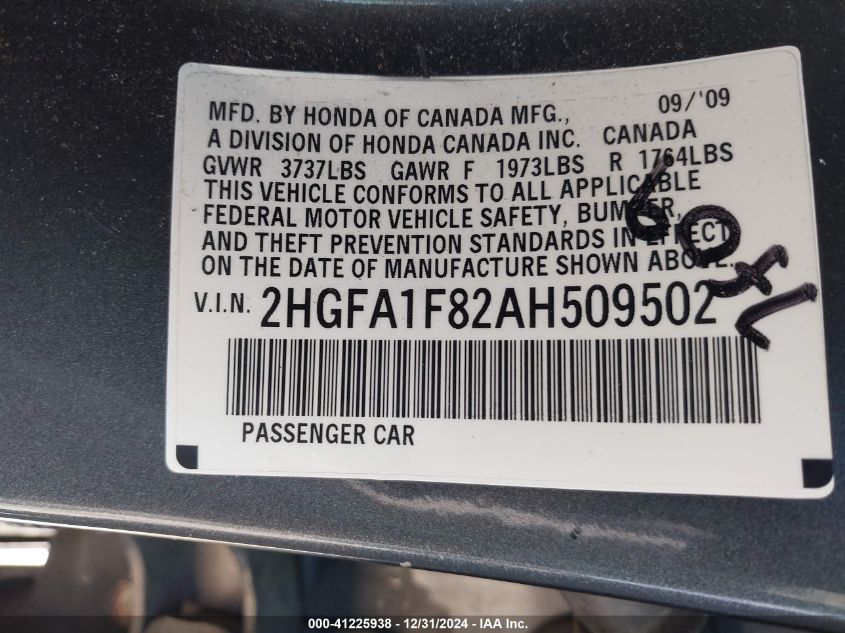 MFD. BY HONDA OF CANADA MFG., 09/'09
A DIVISION OF HONDA CANADA INC. CANADA
GVWR 3737LBS GAWR F 1973LBS R 1764LBS
THIS VEHICLE CONFORMS TO ALL APPLICABLE
FEDERAL MOTOR VEHICLE SAFETY, BUMPER,
AND THEFT PREVENTION STANDARDS IN EFFECT
ON THE DATE OF MANUFACTURE SHOWN ABOVE.
V.I.N. 2HGFA1F82AH509502
PASSENGER CAR
000-41225938 - 12/31/2024 - IAA Inc.